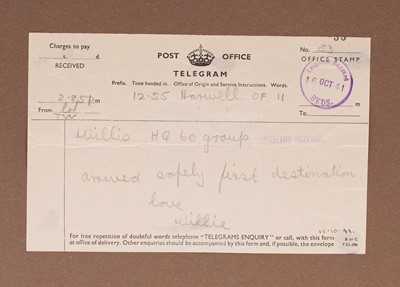 Charges to pay
s. d.
RECEIVED
POST OFFICE
TELEGRAM
No. 53
OFFICE STAMP
Prefix. Time handed in. Office of Origin and Service Instructions. Words.
16 OCT 41
BEDS.
12.55 Harwell OF 11
m
From
To
m
Willis HQ 60 group
arrived safely first destination
love
Willie
For free repetition of doubtful words telephone "TELEGRAMS ENQUIRY" or call, with this form
at office of delivery. Other enquiries should be accompanied by this form and, if possible, the envelope
B or C